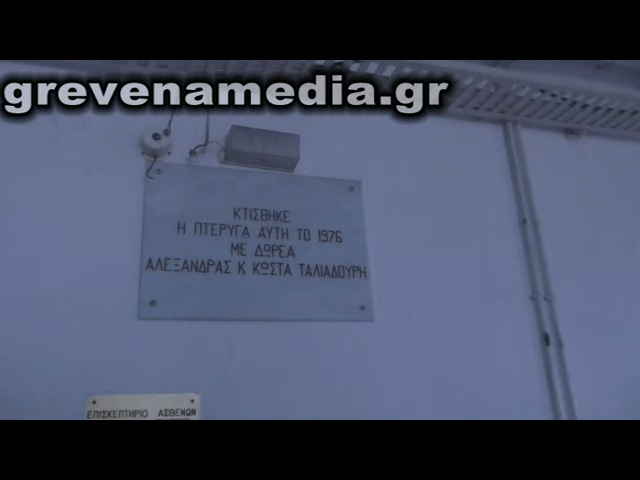 grevenamedia.gr
ΚΤΙΣΘΗΚΕ
Η ΠΤΕΡΥΓΑ ΑΥΤΗ ΤΟ 1976
ΜΕ ΔΩΡΕΑ
ΑΛΕΞΑΝΔΡΑΣ Κ ΚΩΣΤΑ ΤΑΛΙΑΔΟΥΡΗ
ΕΠΙΣΚΕΠΤΗΡΙΟ ΑΣΘΕΝΩΝ